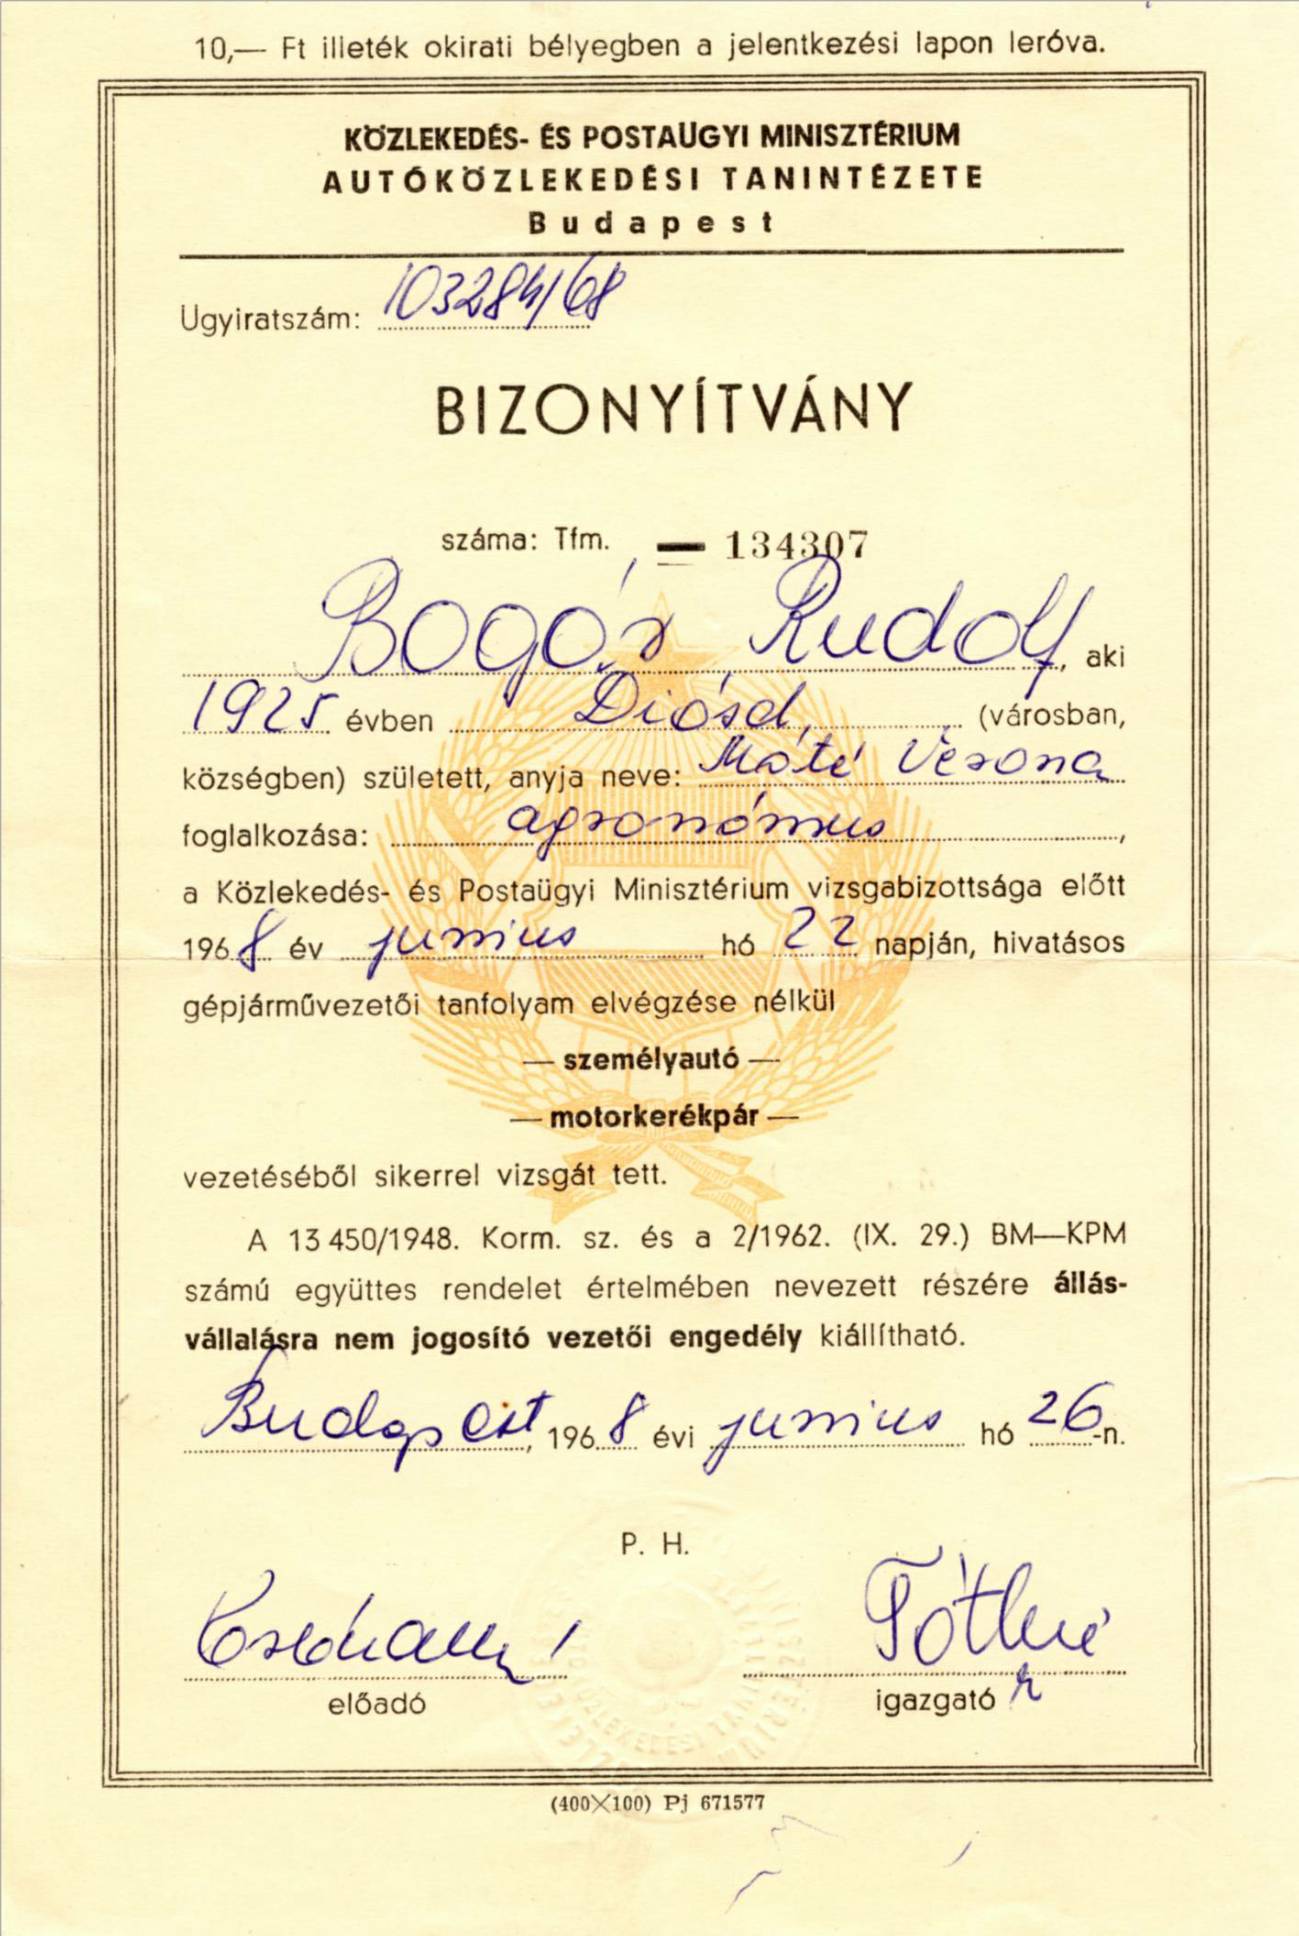 10,— Ft illeték okirati bélyegben a jelentkezési lapon leróva.
KÖZLEKEDÉS- ÉS POSTAÜGYI MINISZTÉRIUM
AUTÓKÖZLEKEDÉSI TANINTÉZETE
Budapest
Ügyiratszám: 103284/68
BIZONYÍTVÁNY
száma: Tfm. — 134307
Bogár Rudolf, aki
1925 évben Diósd, (városban,
községben) született, anyja neve: Máté Verona
foglalkozása: agronómus,
a Közlekedés- és Postaügyi Minisztérium vizsgabizottsága előtt
1968 év junius hó 22 napján, hivatásos
gépjárművezetői tanfolyam elvégzése nélkül
— személyautó —
— motorkerékpár —
vezetéséből sikerrel vizsgát tett.
A 13 450/1948. Korm. sz. és a 2/1962. (IX. 29.) BM—KPM
számú együttes rendelet értelmében nevezett részére állás-
vállalásra nem jogosító vezetői engedély kiállítható.
Budapest, 1968 évi junius hó 26-n.
P. H.
Tóthné
előadó
igazgató h
(400×100) Pj 671577